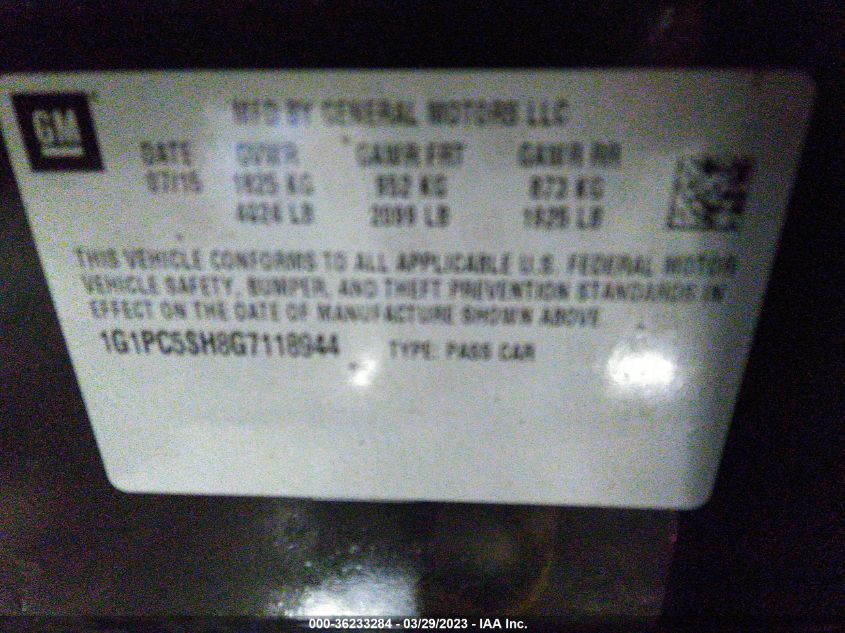 GM
MFD BY GENERAL MOTORS LLC
DATE GVWR GAWR FRT GAWR RR
07/15 1825 KG 952 KG 873 KG
4024 LB 2099 LB 1925 LB
THIS VEHICLE CONFORMS TO ALL APPLICABLE U.S. FEDERAL MOTOR
VEHICLE SAFETY, BUMPER, AND THEFT PREVENTION STANDARDS IN
EFFECT ON THE DATE OF MANUFACTURE SHOWN ABOVE
1G1PC5SH8G7118944 TYPE: PASS CAR
000-36233284 - 03/29/2023 - IAA Inc.